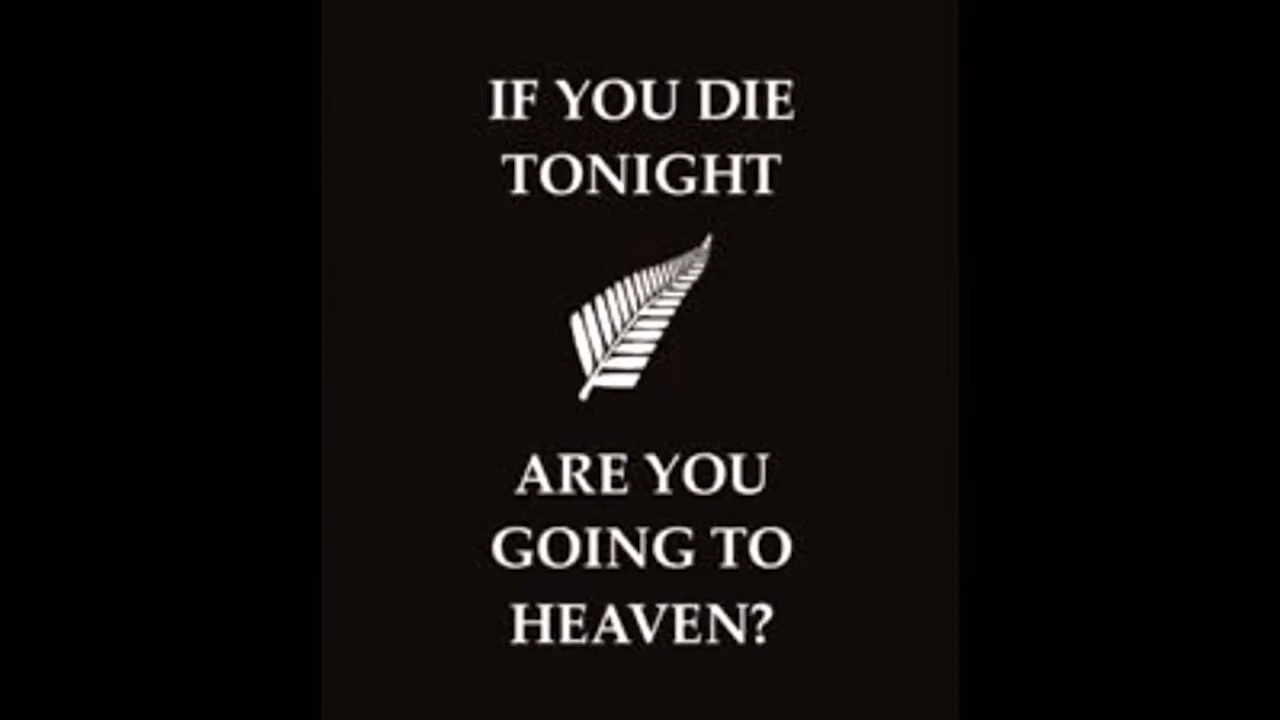 IF YOU DIE
TONIGHT
ARE YOU
GOING TO
HEAVEN?